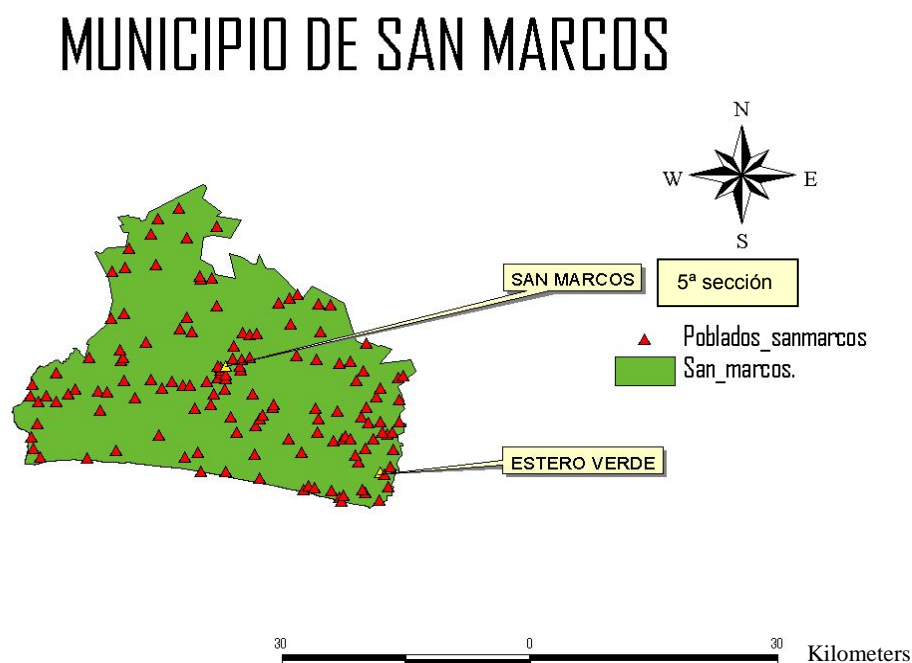 MUNICIPIO DE SAN MARCOS
N
W E
S
SAN MARCOS
5ª sección
Poblados_sanmarcos
San_marcos.
ESTERO VERDE
30 0 30 Kilometers